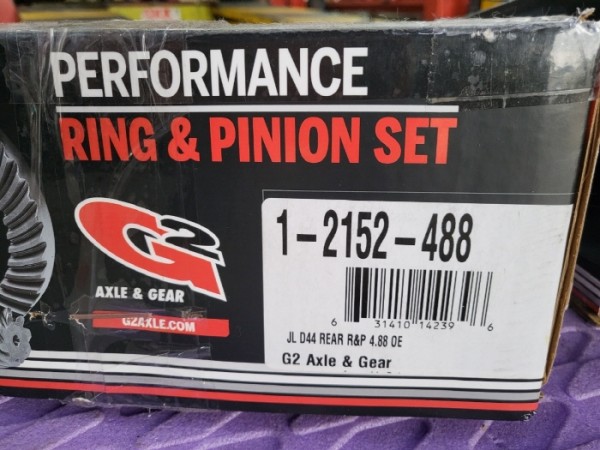 PERFORMANCE
RING & PINION SET
G2
AXLE & GEAR
G2AXLE.COM
1-2152-488
6 31410 14239 6
JL D44 REAR R&P 4.88 OE
G2 Axle & Gear